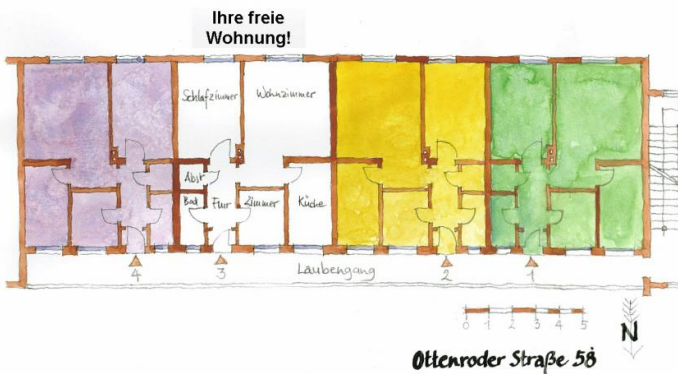 Ihre freie
Wohnung!
Schlafzimmer Wohnzimmer
Abst
Bad Flur Zimmer Küche
4 3 Laubengang 2 1
0 1 2 3 4 5
N
Ottenroder Straße 58